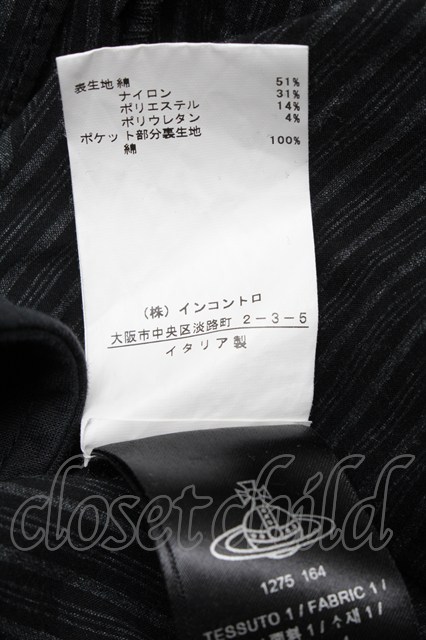 表生地 綿 51%
ナイロン 31%
ポリエステル 14%
ポリウレタン 4%
ポケット部分裏生地
綿 100%
(株) インコントロ
大阪市中央区淡路町 2-3-5
イタリア製
closet child
1275 164
TESSUTO 1 / FABRIC 1 /